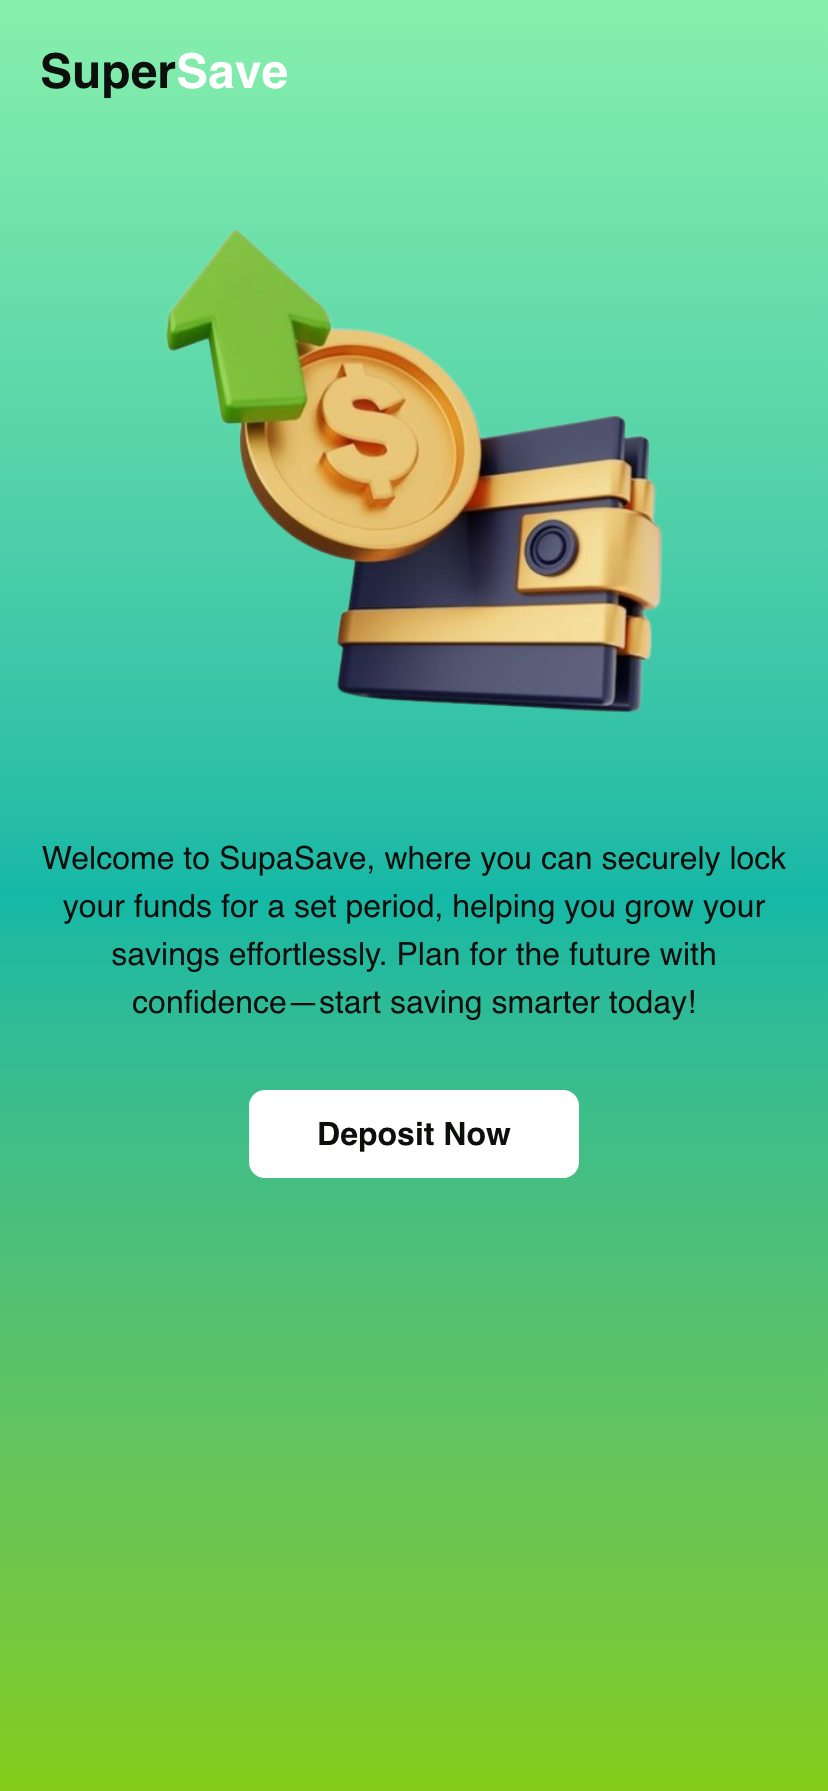 SuperSave
$
Welcome to SupaSave, where you can securely lock
your funds for a set period, helping you grow your
savings effortlessly. Plan for the future with
confidence—start saving smarter today!
Deposit Now